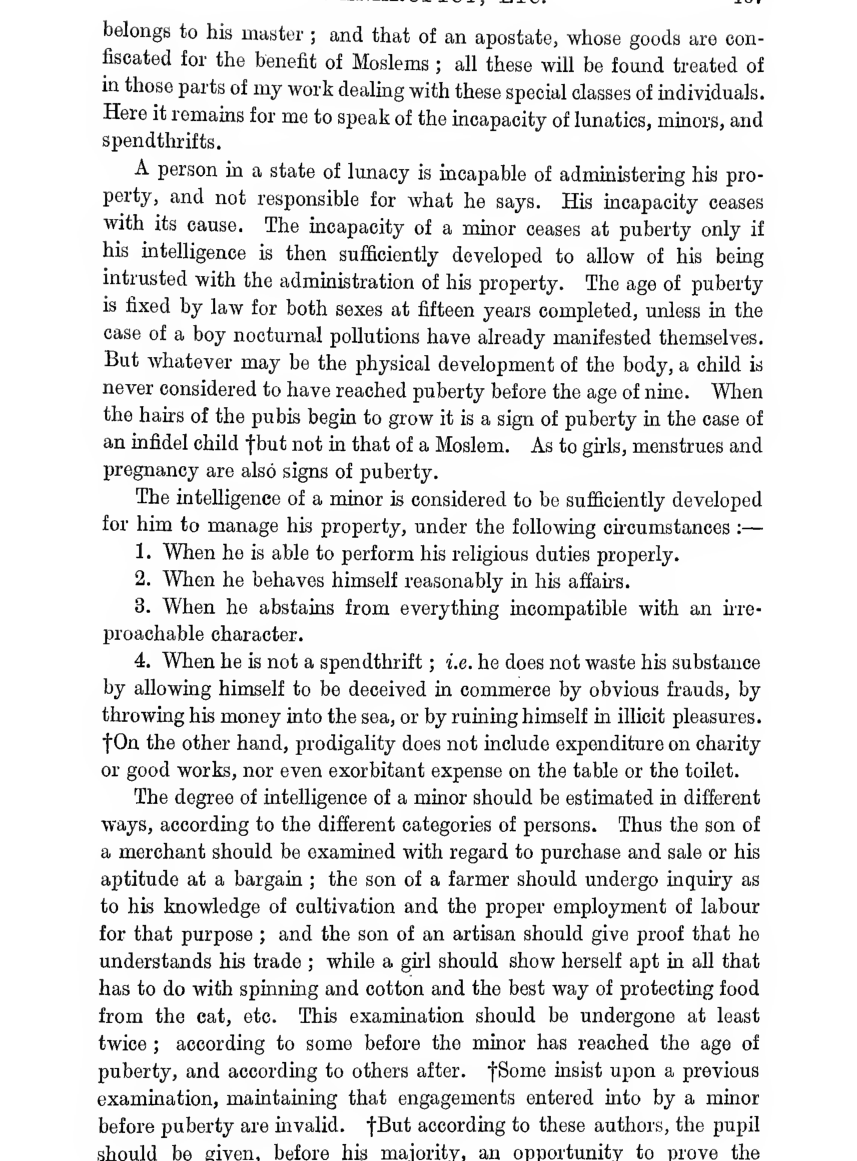 belongs to his master ; and that of an apostate, whose goods are con-
fiscated for the benefit of Moslems ; all these will be found treated of
in those parts of my work dealing with these special classes of individuals.
Here it remains for me to speak of the incapacity of lunatics, minors, and
spendthrifts.
A person in a state of lunacy is incapable of administering his pro-
perty, and not responsible for what he says. His incapacity ceases
with its cause. The incapacity of a minor ceases at puberty only if
his intelligence is then sufficiently developed to allow of his being
intrusted with the administration of his property. The age of puberty
is fixed by law for both sexes at fifteen years completed, unless in the
case of a boy nocturnal pollutions have already manifested themselves.
But whatever may be the physical development of the body, a child is
never considered to have reached puberty before the age of nine. When
the hairs of the pubis begin to grow it is a sign of puberty in the case of
an infidel child †but not in that of a Moslem. As to girls, menstrues and
pregnancy are alsó signs of puberty.
The intelligence of a minor is considered to be sufficiently developed
for him to manage his property, under the following circumstances :—
1. When he is able to perform his religious duties properly.
2. When he behaves himself reasonably in his affairs.
3. When he abstains from everything incompatible with an irre-
proachable character.
4. When he is not a spendthrift ; i.e. he does not waste his substance
by allowing himself to be deceived in commerce by obvious frauds, by
throwing his money into the sea, or by ruining himself in illicit pleasures.
†On the other hand, prodigality does not include expenditure on charity
or good works, nor even exorbitant expense on the table or the toilet.
The degree of intelligence of a minor should be estimated in different
ways, according to the different categories of persons. Thus the son of
a merchant should be examined with regard to purchase and sale or his
aptitude at a bargain ; the son of a farmer should undergo inquiry as
to his knowledge of cultivation and the proper employment of labour
for that purpose ; and the son of an artisan should give proof that he
understands his trade ; while a girl should show herself apt in all that
has to do with spinning and cotton and the best way of protecting food
from the cat, etc. This examination should be undergone at least
twice ; according to some before the minor has reached the age of
puberty, and according to others after. †Some insist upon a previous
examination, maintaining that engagements entered into by a minor
before puberty are invalid. †But according to these authors, the pupil
should be given, before his majority, an opportunity to prove the